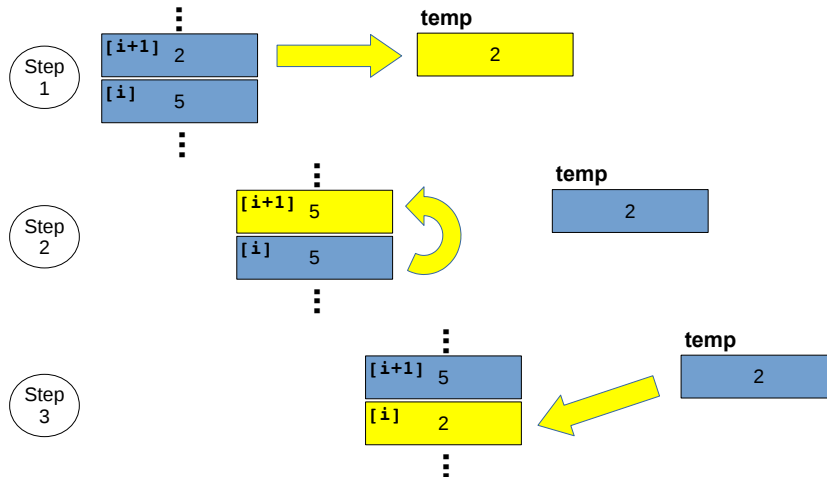 temp
[i+1] 2
2
Step
1
[i] 5
temp
[i+1] 5
2
Step
2
[i] 5
temp
[i+1] 5
2
Step
3
[i] 2